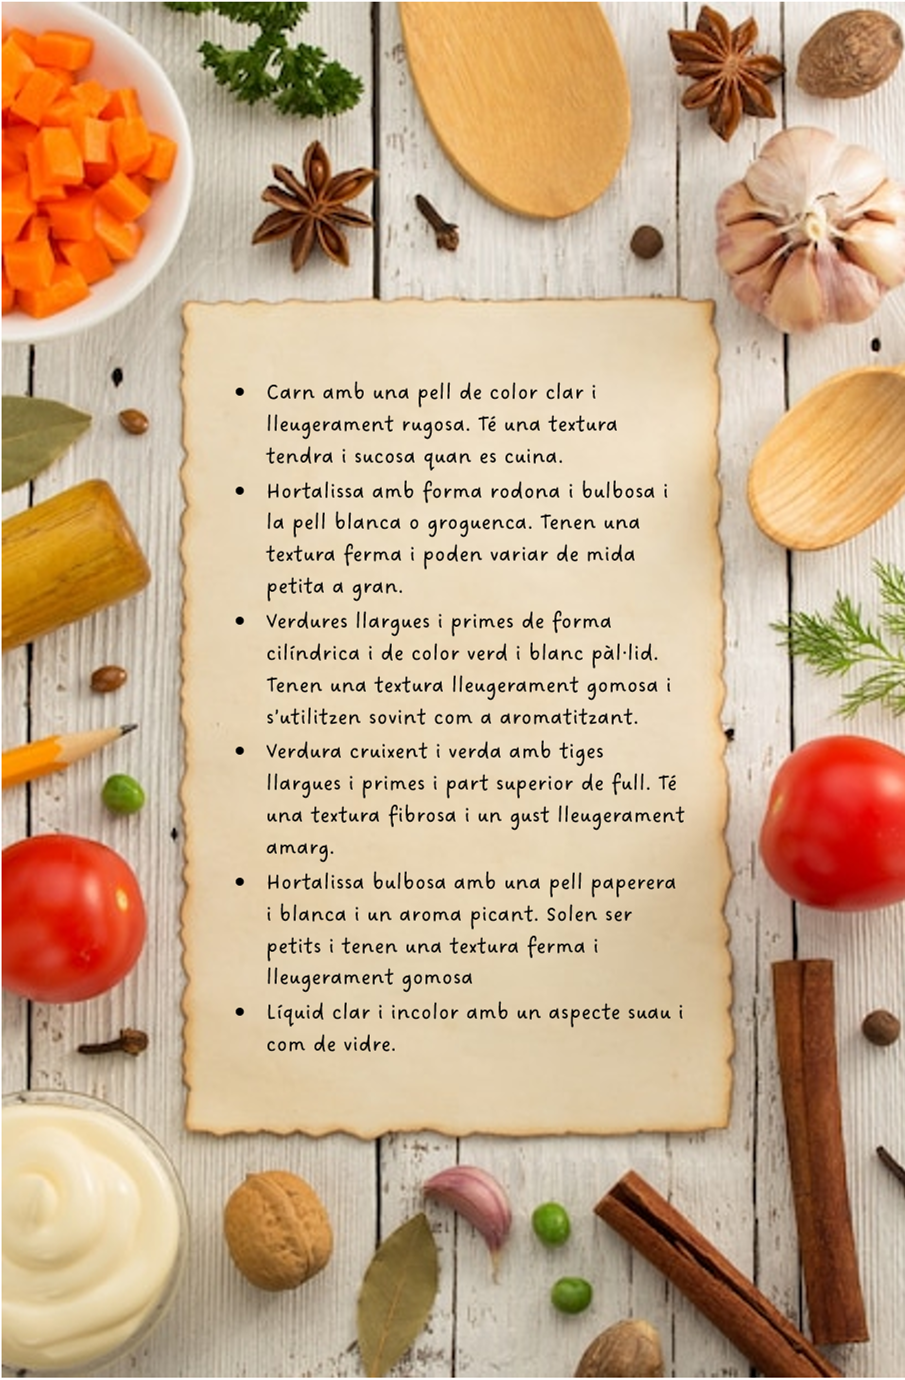 • Carn amb una pell de color clar i
lleugerament rugosa. Té una textura
tendra i sucosa quan es cuina.
• Hortalissa amb forma rodona i bulbosa i
la pell blanca o groguenca. Tenen una
textura ferma i poden variar de mida
petita a gran.
• Verdures llargues i primes de forma
cilíndrica i de color verd i blanc pàl·lid.
Tenen una textura lleugerament gomosa i
s'utilitzen sovint com a aromatitzant.
• Verdura cruixent i verda amb tiges
llargues i primes i part superior de full. Té
una textura fibrosa i un gust lleugerament
amarg.
• Hortalissa bulbosa amb una pell paperera
i blanca i un aroma picant. Solen ser
petits i tenen una textura ferma i
lleugerament gomosa
• Líquid clar i incolor amb un aspecte suau i
com de vidre.